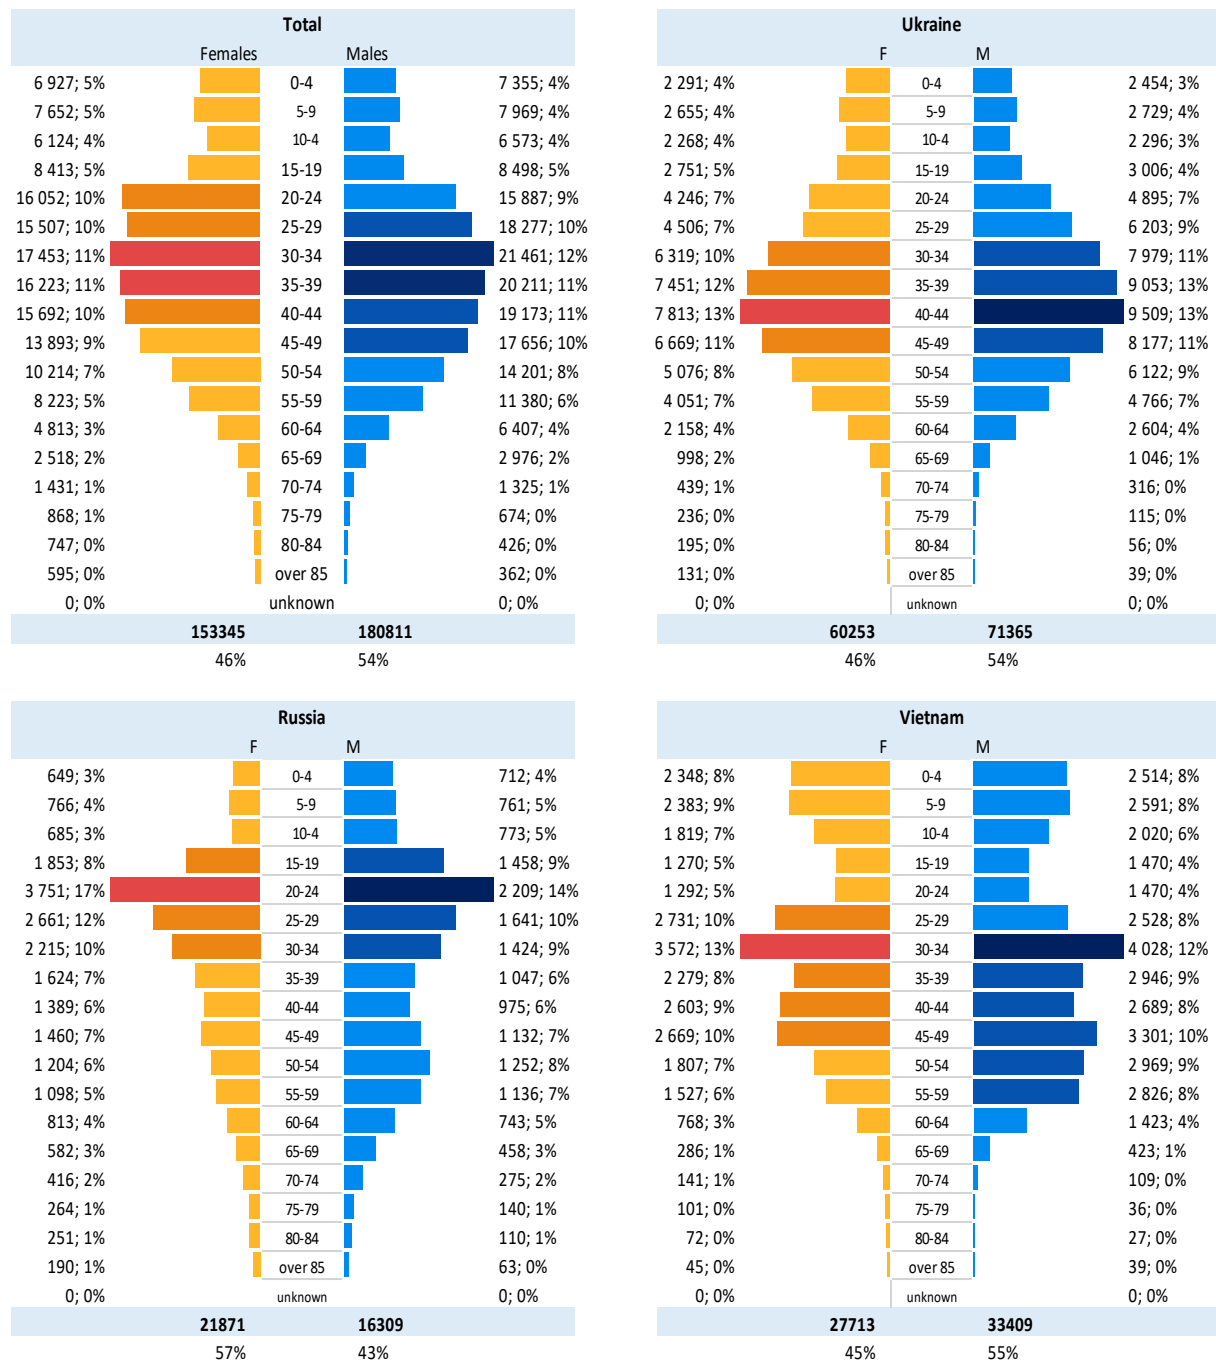 Total
Females Males
6 927; 5% 0-4 7 355; 4%
7 652; 5% 5-9 7 969; 4%
6 124; 4% 10-4 6 573; 4%
8 413; 5% 15-19 8 498; 5%
16 052; 10% 20-24 15 887; 9%
15 507; 10% 25-29 18 277; 10%
17 453; 11% 30-34 21 461; 12%
16 223; 11% 35-39 20 211; 11%
15 692; 10% 40-44 19 173; 11%
13 893; 9% 45-49 17 656; 10%
10 214; 7% 50-54 14 201; 8%
8 223; 5% 55-59 11 380; 6%
4 813; 3% 60-64 6 407; 4%
2 518; 2% 65-69 2 976; 2%
1 431; 1% 70-74 1 325; 1%
868; 1% 75-79 674; 0%
747; 0% 80-84 426; 0%
595; 0% over 85 362; 0%
0; 0% unknown 0; 0%
153345 180811
46% 54%
Ukraine
F M
2 291; 4% 0-4 2 454; 3%
2 655; 4% 5-9 2 729; 4%
2 268; 4% 10-4 2 296; 3%
2 751; 5% 15-19 3 006; 4%
4 246; 7% 20-24 4 895; 7%
4 506; 7% 25-29 6 203; 9%
6 319; 10% 30-34 7 979; 11%
7 451; 12% 35-39 9 053; 13%
7 813; 13% 40-44 9 509; 13%
6 669; 11% 45-49 8 177; 11%
5 076; 8% 50-54 6 122; 9%
4 051; 7% 55-59 4 766; 7%
2 158; 4% 60-64 2 604; 4%
998; 2% 65-69 1 046; 1%
439; 1% 70-74 316; 0%
236; 0% 75-79 115; 0%
195; 0% 80-84 56; 0%
131; 0% over 85 39; 0%
0; 0% unknown 0; 0%
60253 71365
46% 54%
Russia
F M
649; 3% 0-4 712; 4%
766; 4% 5-9 761; 5%
685; 3% 10-4 773; 5%
1 853; 8% 15-19 1 458; 9%
3 751; 17% 20-24 2 209; 14%
2 661; 12% 25-29 1 641; 10%
2 215; 10% 30-34 1 424; 9%
1 624; 7% 35-39 1 047; 6%
1 389; 6% 40-44 975; 6%
1 460; 7% 45-49 1 132; 7%
1 204; 6% 50-54 1 252; 8%
1 098; 5% 55-59 1 136; 7%
813; 4% 60-64 743; 5%
582; 3% 65-69 458; 3%
416; 2% 70-74 275; 2%
264; 1% 75-79 140; 1%
251; 1% 80-84 110; 1%
190; 1% over 85 63; 0%
0; 0% unknown 0; 0%
21871 16309
57% 43%
Vietnam
F M
2 348; 8% 0-4 2 514; 8%
2 383; 9% 5-9 2 591; 8%
1 819; 7% 10-4 2 020; 6%
1 270; 5% 15-19 1 470; 4%
1 292; 5% 20-24 1 470; 4%
2 731; 10% 25-29 2 528; 8%
3 572; 13% 30-34 4 028; 12%
2 279; 8% 35-39 2 946; 9%
2 603; 9% 40-44 2 689; 8%
2 669; 10% 45-49 3 301; 10%
1 807; 7% 50-54 2 969; 9%
1 527; 6% 55-59 2 826; 8%
768; 3% 60-64 1 423; 4%
286; 1% 65-69 423; 1%
141; 1% 70-74 109; 0%
101; 0% 75-79 36; 0%
72; 0% 80-84 27; 0%
45; 0% over 85 39; 0%
0; 0% unknown 0; 0%
27713 33409
45% 55%